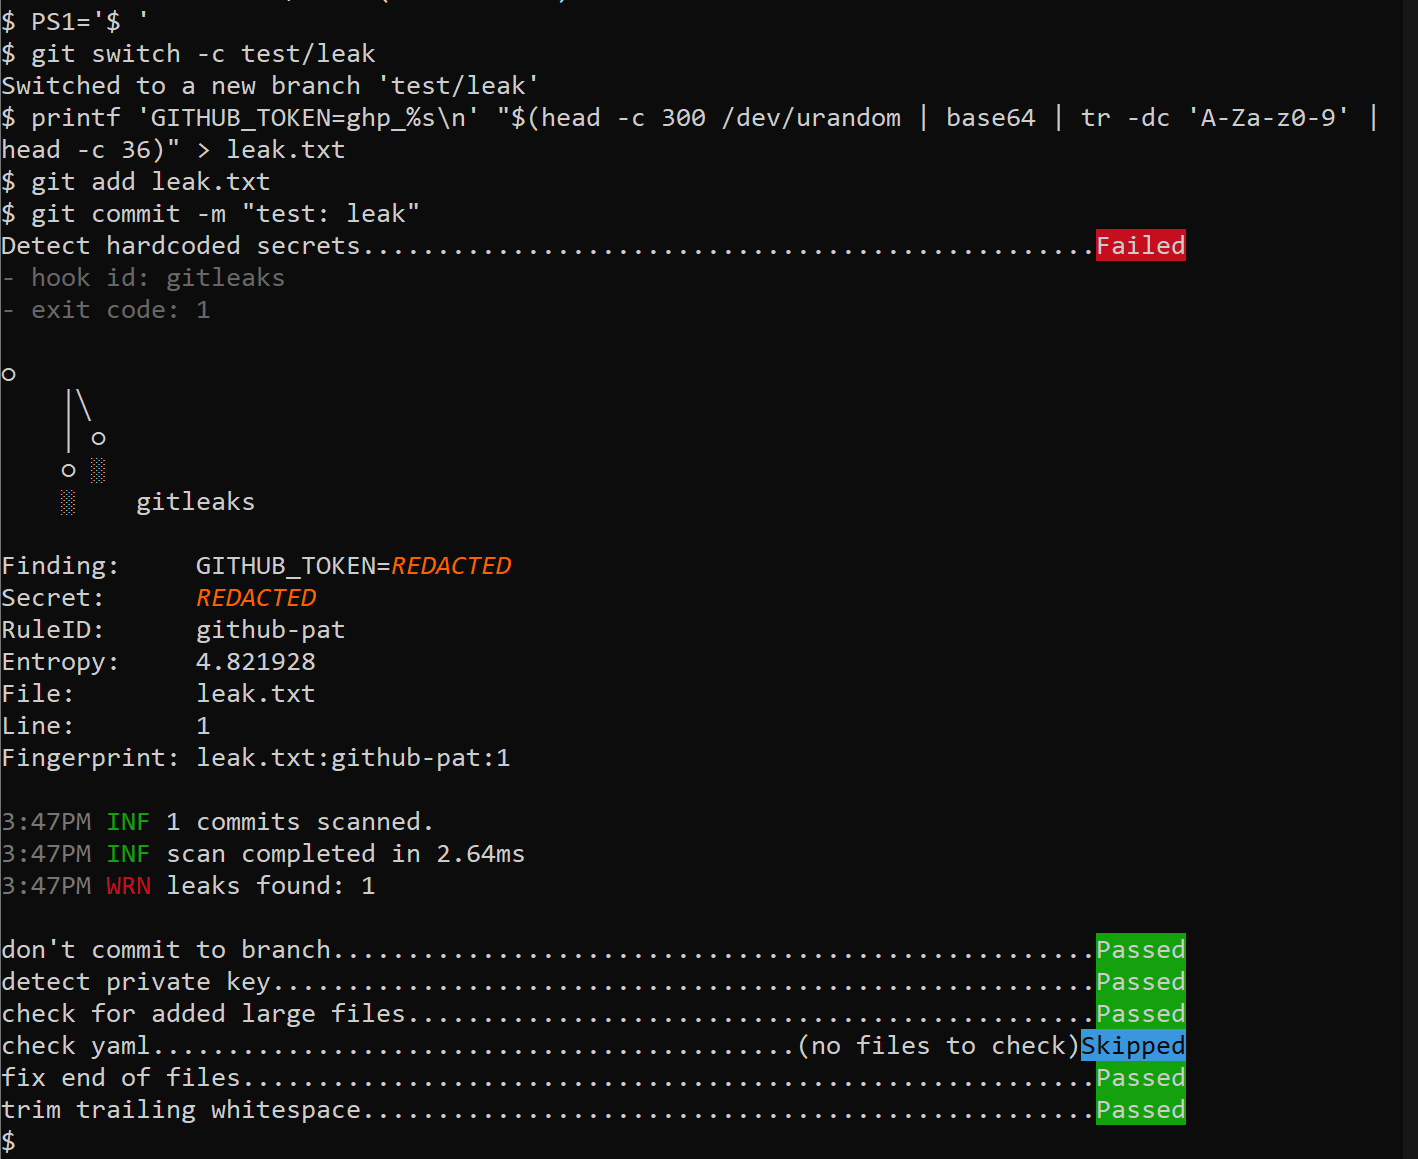 $ PS1='$ '
$ git switch -c test/leak
Switched to a new branch 'test/leak'
$ printf 'GITHUB_TOKEN=ghp_%s\n' "$(head -c 300 /dev/urandom | base64 | tr -dc 'A-Za-z0-9' |
head -c 36)" > leak.txt
$ git add leak.txt
$ git commit -m "test: leak"
Detect hardcoded secrets.................................................Failed
- hook id: gitleaks
- exit code: 1

○
    │╲
    │ ○
    ○ ░
    ░    gitleaks

Finding:     GITHUB_TOKEN=REDACTED
Secret:      REDACTED
RuleID:      github-pat
Entropy:     4.821928
File:        leak.txt
Line:        1
Fingerprint: leak.txt:github-pat:1

3:47PM INF 1 commits scanned.
3:47PM INF scan completed in 2.64ms
3:47PM WRN leaks found: 1

don't commit to branch...................................................Passed
detect private key.......................................................Passed
check for added large files..............................................Passed
check yaml...........................................(no files to check)Skipped
fix end of files.........................................................Passed
trim trailing whitespace.................................................Passed
$